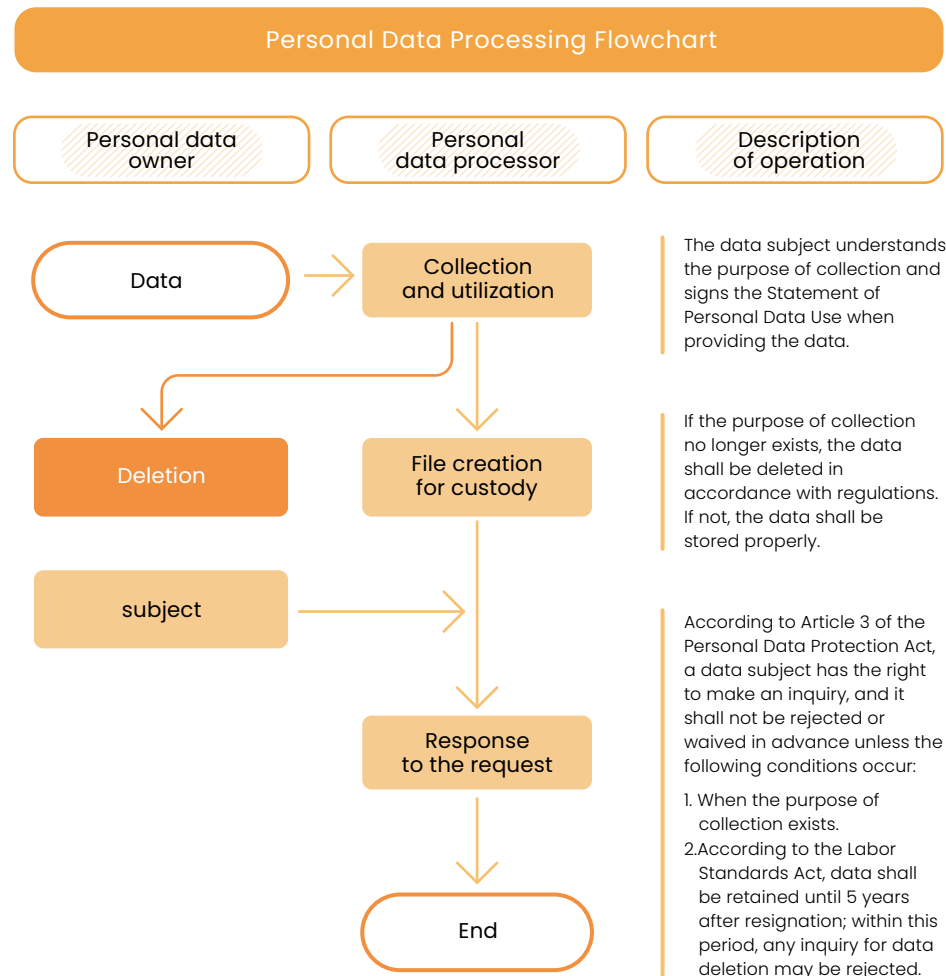 Personal Data Processing Flowchart
Personal data
owner
Personal
data processor
Description
of operation
Data
Collection
and utilization
The data subject understands
the purpose of collection and
signs the Statement of
Personal Data Use when
providing the data.
Deletion
File creation
for custody
If the purpose of collection
no longer exists, the data
shall be deleted in
accordance with regulations.
If not, the data shall be
stored properly.
subject
Response
to the request
End
According to Article 3 of the
Personal Data Protection Act,
a data subject has the right
to make an inquiry, and it
shall not be rejected or
waived in advance unless the
following conditions occur:
1. When the purpose of
collection exists.
2.According to the Labor
Standards Act, data shall
be retained until 5 years
after resignation; within this
period, any inquiry for data
deletion may be rejected.